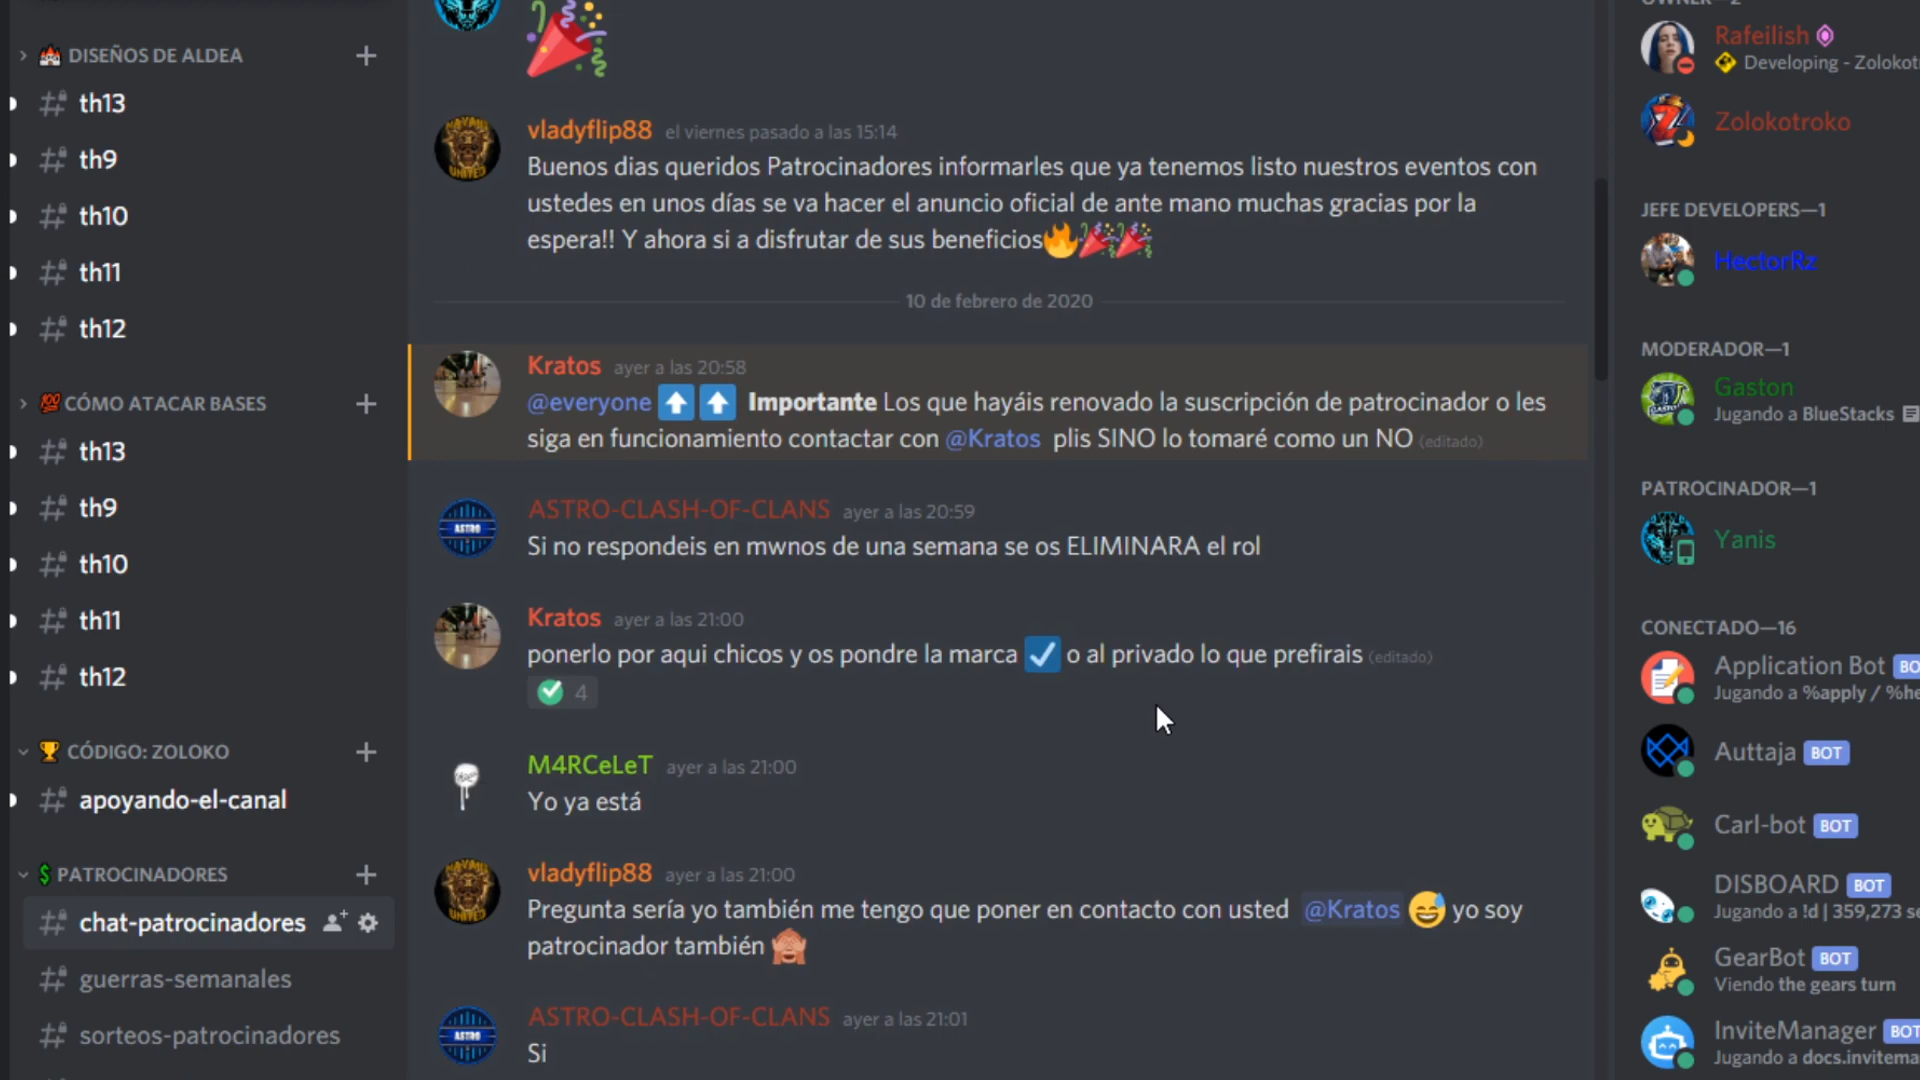 DISEÑOS DE ALDEA
th13
th9
th10
th11
th12
CÓMO ATACAR BASES
th13
th9
th10
th11
th12
CÓDIGO: ZOLOKO
apoyando-el-canal
PATROCINADORES
chat-patrocinadores
guerras-semanales
sorteos-patrocinadores
vladyflip88 el viernes pasado a las 15:14
Buenos dias queridos Patrocinadores informarles que ya tenemos listo nuestros eventos con
ustedes en unos días se va hacer el anuncio oficial de ante mano muchas gracias por la
espera!! Y ahora si a disfrutar de sus beneficios🔥🎉🎉
10 de febrero de 2020
Kratos ayer a las 20:58
@everyone ⬆️ ⬆️ Importante Los que hayáis renovado la suscripción de patrocinador o les
siga en funcionamiento contactar con @Kratos plis SINO lo tomaré como un NO (editado)
ASTRO-CLASH-OF-CLANS ayer a las 20:59
Si no respondeis en mwnos de una semana se os ELIMINARA el rol
Kratos ayer a las 21:00
ponerlo por aqui chicos y os pondre la marca ☑️ o al privado lo que prefirais (editado)
4
M4RCeLeT ayer a las 21:00
Yo ya está
vladyflip88 ayer a las 21:00
Pregunta sería yo también me tengo que poner en contacto con usted @Kratos 😅 yo soy
patrocinador también 🙈
ASTRO-CLASH-OF-CLANS ayer a las 21:01
Si
OWNER—2
Rafeilish
Developing - Zolokot
Zolokotroko
JEFE DEVELOPERS—1
HectorRz
MODERADOR—1
Gaston
Jugando a BlueStacks
PATROCINADOR—1
Yanis
CONECTADO—16
Application Bot BO
Jugando a %apply / %he
Auttaja BOT
Carl-bot BOT
DISBOARD BOT
Jugando a !d | 359,273 se
GearBot BOT
Viendo the gears turn
InviteManager BOT
Jugando a docs.invitema